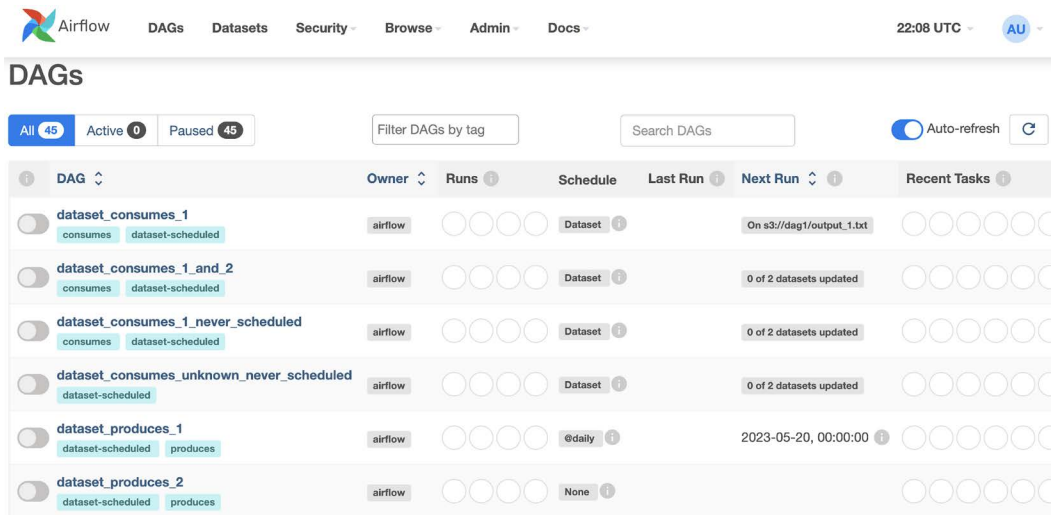 Airflow DAGs Datasets Security Browse Admin Docs 22:08 UTC AU
DAGs
All 45 Active 0 Paused 45 Filter DAGs by tag Search DAGs Auto-refresh
DAG Owner Runs Schedule Last Run Next Run Recent Tasks
dataset_consumes_1
consumes dataset-scheduled airflow Dataset On s3://dag1/output_1.txt
dataset_consumes_1_and_2
consumes dataset-scheduled airflow Dataset 0 of 2 datasets updated
dataset_consumes_1_never_scheduled
consumes dataset-scheduled airflow Dataset 0 of 2 datasets updated
dataset_consumes_unknown_never_scheduled
dataset-scheduled airflow Dataset 0 of 2 datasets updated
dataset_produces_1
dataset-scheduled produces airflow @daily 2023-05-20, 00:00:00
dataset_produces_2
dataset-scheduled produces airflow None